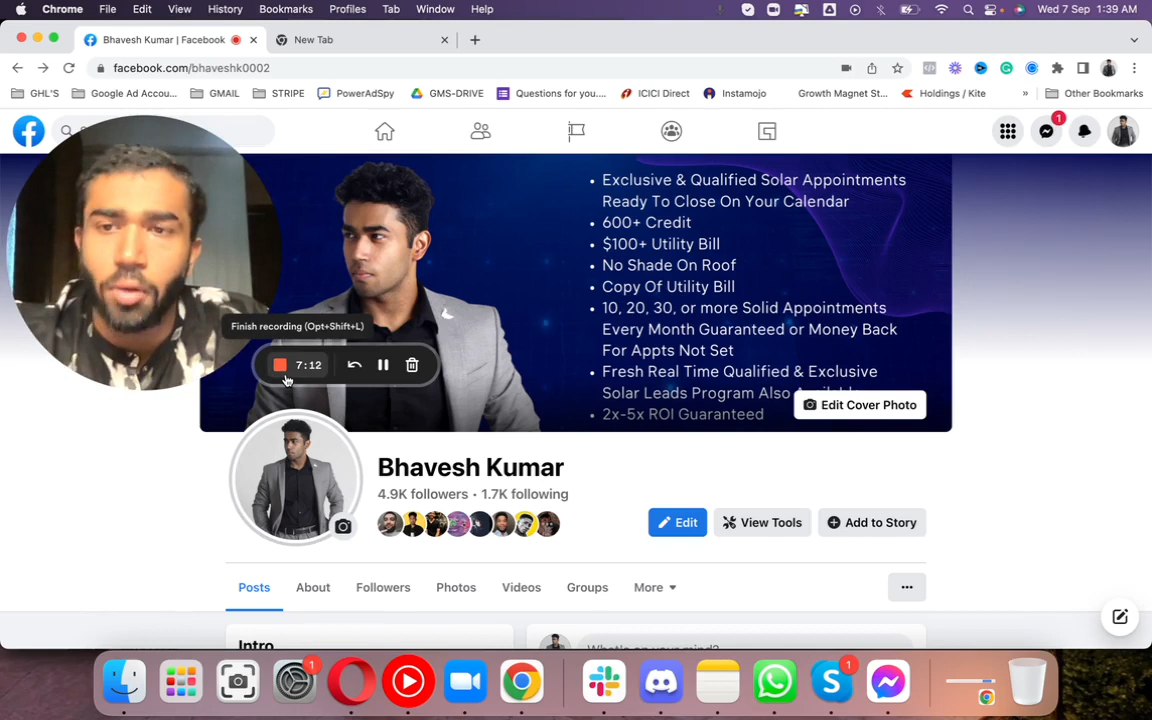 Chrome File Edit View History Bookmarks Profiles Tab Window Help Wed 7 Sep 1:39 AM
Bhavesh Kumar | Facebook New Tab
facebook.com/bhaveshk0002
GHL'S Google Ad Accou... GMAIL STRIPE PowerAdSpy GMS-DRIVE Questions for you.... ICICI Direct Instamojo Growth Magnet St... Holdings / Kite » Other Bookmarks
1
• Exclusive & Qualified Solar Appointments
Ready To Close On Your Calendar
• 600+ Credit
• $100+ Utility Bill
• No Shade On Roof
• Copy Of Utility Bill
• 10, 20, 30, or more Solid Appointments
Every Month Guaranteed or Money Back
For Appts Not Set
• Fresh Real Time Qualified & Exclusive
Solar Leads Program Also
• 2x-5x ROI Guaranteed
Finish recording (Opt+Shift+L)
7:12
Edit Cover Photo
Bhavesh Kumar
4.9K followers • 1.7K following
Edit View Tools Add to Story
Posts About Followers Photos Videos Groups More
Intro
1
1